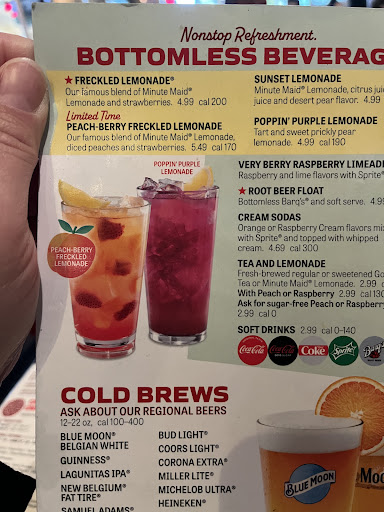 Nonstop Refreshment.
BOTTOMLESS BEVERAG
★ FRECKLED LEMONADE®
Our famous blend of Minute Maid®
Lemonade and strawberries. 4.99 cal 200
Limited Time
PEACH-BERRY FRECKLED LEMONADE
Our famous blend of Minute Maid® Lemonade,
diced peaches and strawberries. 5.49 cal 170
SUNSET LEMONADE
Minute Maid® Lemonade, citrus juic
juice and desert pear flavor. 4.99
POPPIN' PURPLE LEMONADE
Tart and sweet prickly pear
lemonade. 4.99 cal 190
POPPIN' PURPLE
LEMONADE
PEACH-BERRY
FRECKLED
LEMONADE
VERY BERRY RASPBERRY LIMEAD
Raspberry and lime flavors with Sprite®
★ ROOT BEER FLOAT
Bottomless Barq's® and soft serve. 4.9
CREAM SODAS
Orange or Raspberry Cream flavors mix
with Sprite® and topped with whipped
cream. 4.69 cal 300
TEA AND LEMONADE
Fresh-brewed regular or sweetened Go
Tea or Minute Maid® Lemonade. 2.99 c
With Peach or Raspberry 2.99 cal 130
Ask for sugar-free Peach or Raspberry
2.99 cal 0
SOFT DRINKS 2.99 cal 0-140
Coca-Cola
Coca-Cola
Coke
Sprite
COLD BREWS
ASK ABOUT OUR REGIONAL BEERS
12-22 oz, cal 100-400
BLUE MOON®
BELGIAN WHITE
GUINNESS®
LAGUNITAS IPA®
NEW BELGIUM®
FAT TIRE®
SAMUEL ADAMS®
BUD LIGHT®
COORS LIGHT®
CORONA EXTRA®
MILLER LITE®
MICHELOB ULTRA®
HEINEKEN®
BLUE MOON
Moo